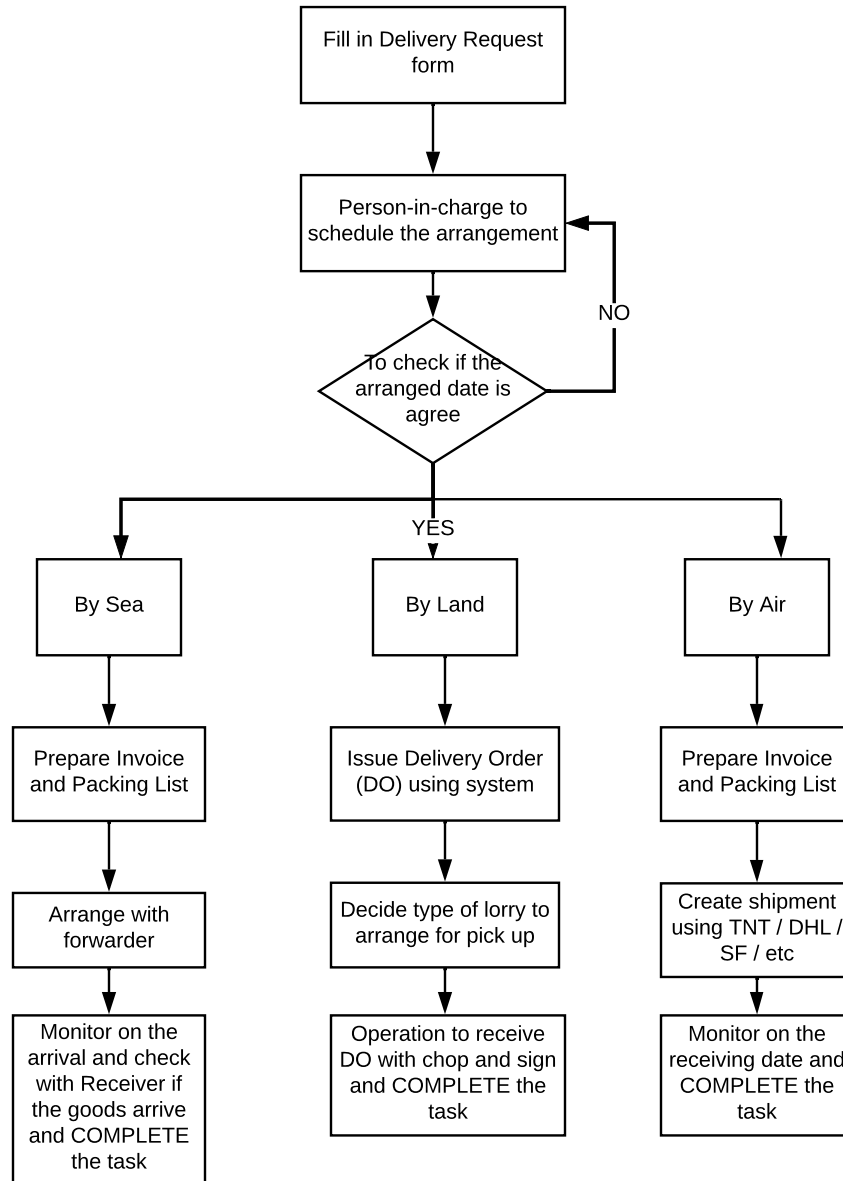 Fill in Delivery Request
form
Person-in-charge to
schedule the arrangement
NO
To check if the
arranged date is
agree
YES
By Sea
By Land
By Air
Prepare Invoice
and Packing List
Issue Delivery Order
(DO) using system
Prepare Invoice
and Packing List
Arrange with
forwarder
Decide type of lorry to
arrange for pick up
Create shipment
using TNT / DHL /
SF / etc
Monitor on the
arrival and check
with Receiver if
the goods arrive
and COMPLETE
the task
Operation to receive
DO with chop and sign
and COMPLETE the
task
Monitor on the
receiving date and
COMPLETE the
task